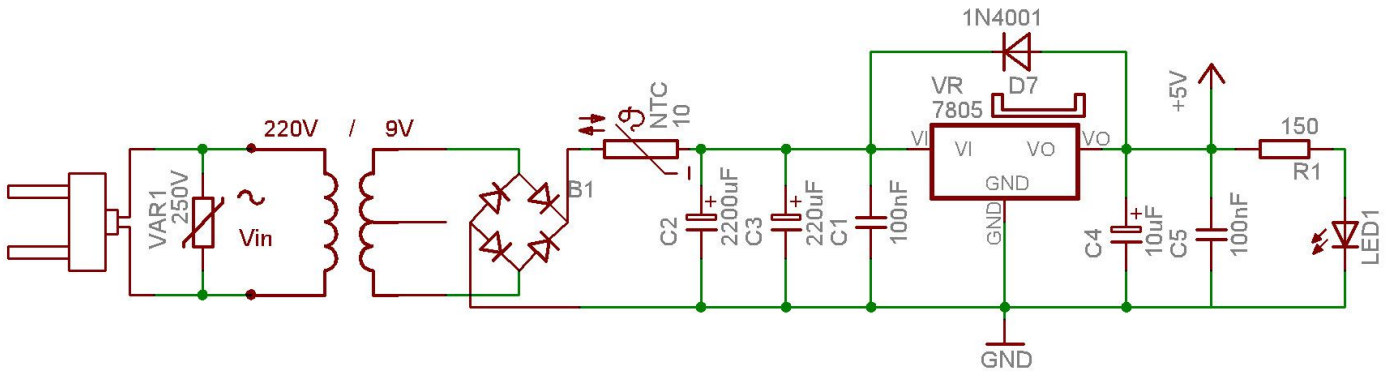 1N4001
D7
VR
7805
VI
VI
VO
VO
GND
GND
+5V
150
R1
220V / 9V
NTC
10
VAR1
250V
Vin
B1
C2
2200uF
+
C3
220uF
+
C1
100nF
C4
10uF
+
C5
100nF
LED1
GND